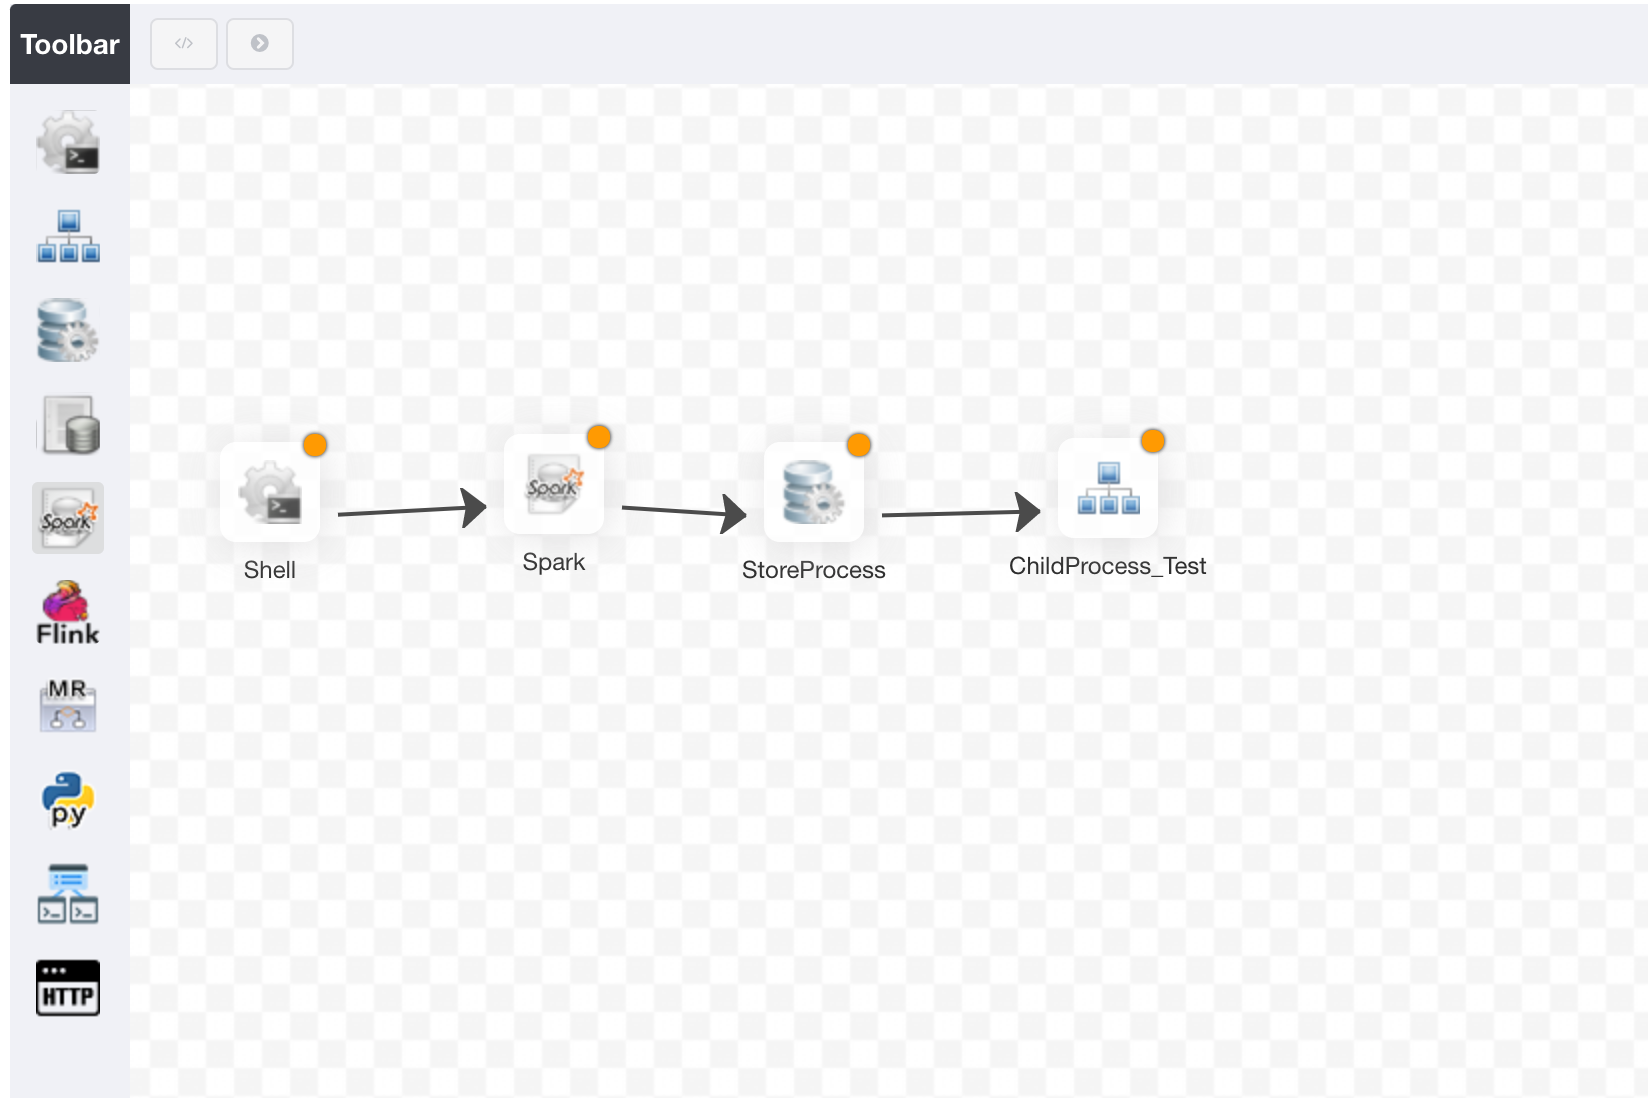 Toolbar
</>
>_
Spark
Flink
MR
py
>_ >_
HTTP
>_
Shell
Spark
Spark
StoreProcess
ChildProcess_Test